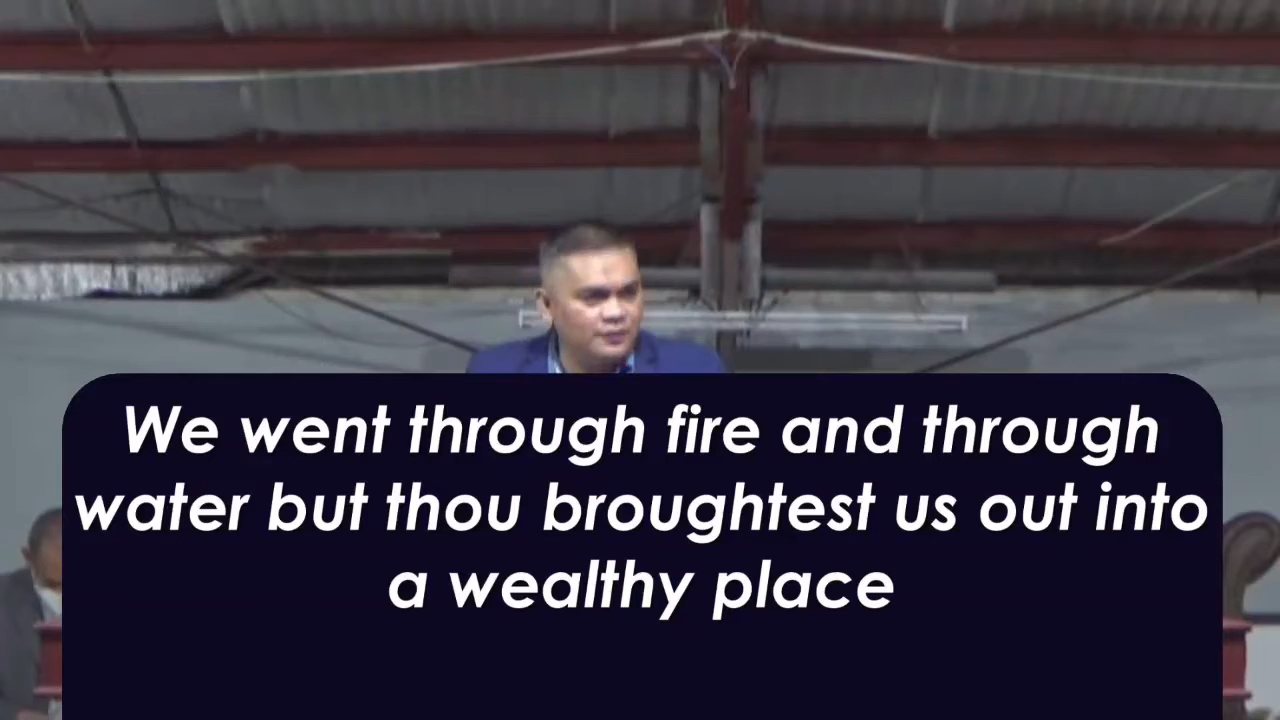 We went through fire and through
water but thou broughtest us out into
a wealthy place